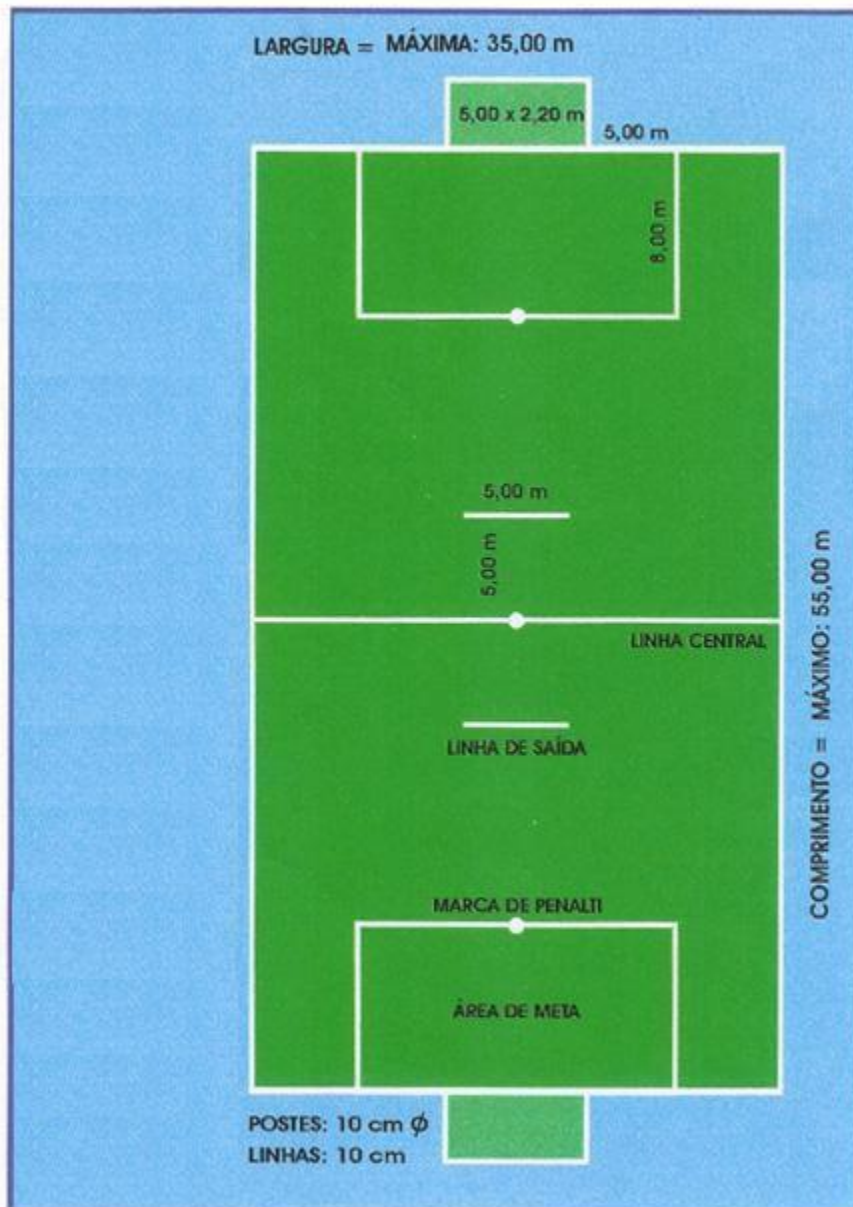 LARGURA = MÁXIMA: 35,00 m
5,00 x 2,20 m
5,00 m
8,00 m
5,00 m
5,00 m
LINHA CENTRAL
COMPRIMENTO = MÁXIMO: 55,00 m
LINHA DE SAÍDA
MARCA DE PENALTI
ÁREA DE META
POSTES: 10 cm ϕ
LINHAS: 10 cm